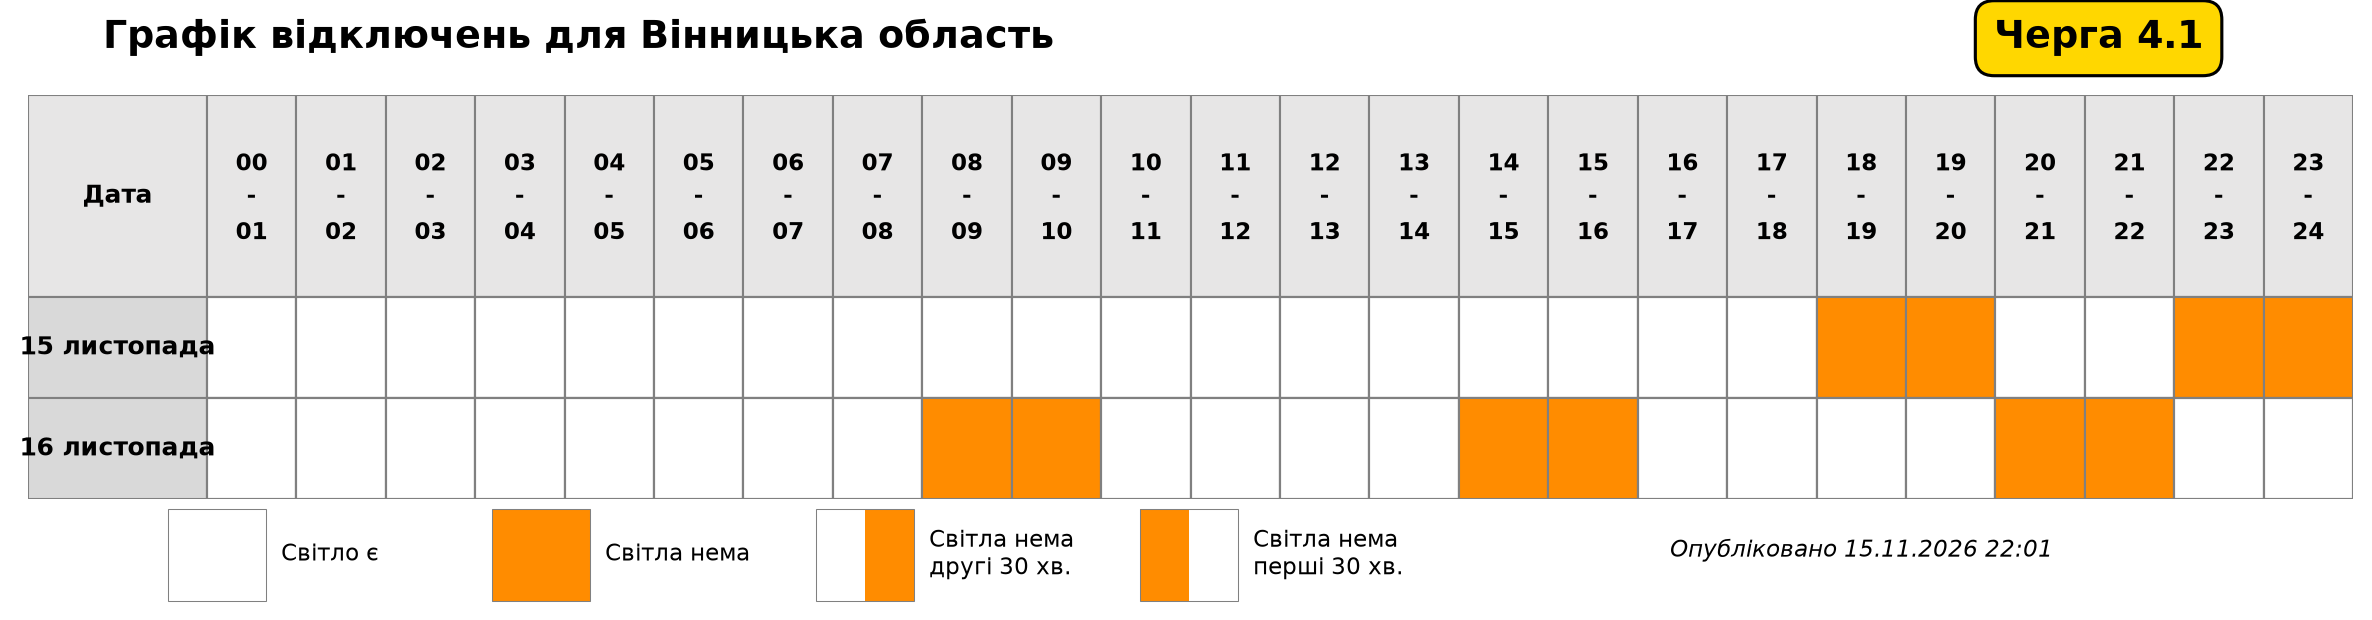 Графік відключень для Вінницька область
Черга 4.1
Дата
00 - 01
01 - 02
02 - 03
03 - 04
04 - 05
05 - 06
06 - 07
07 - 08
08 - 09
09 - 10
10 - 11
11 - 12
12 - 13
13 - 14
14 - 15
15 - 16
16 - 17
17 - 18
18 - 19
19 - 20
20 - 21
21 - 22
22 - 23
23 - 24
15 листопада
16 листопада
Світло є
Світла нема
Світла нема
другі 30 хв.
Світла нема
перші 30 хв.
Опубліковано 15.11.2026 22:01